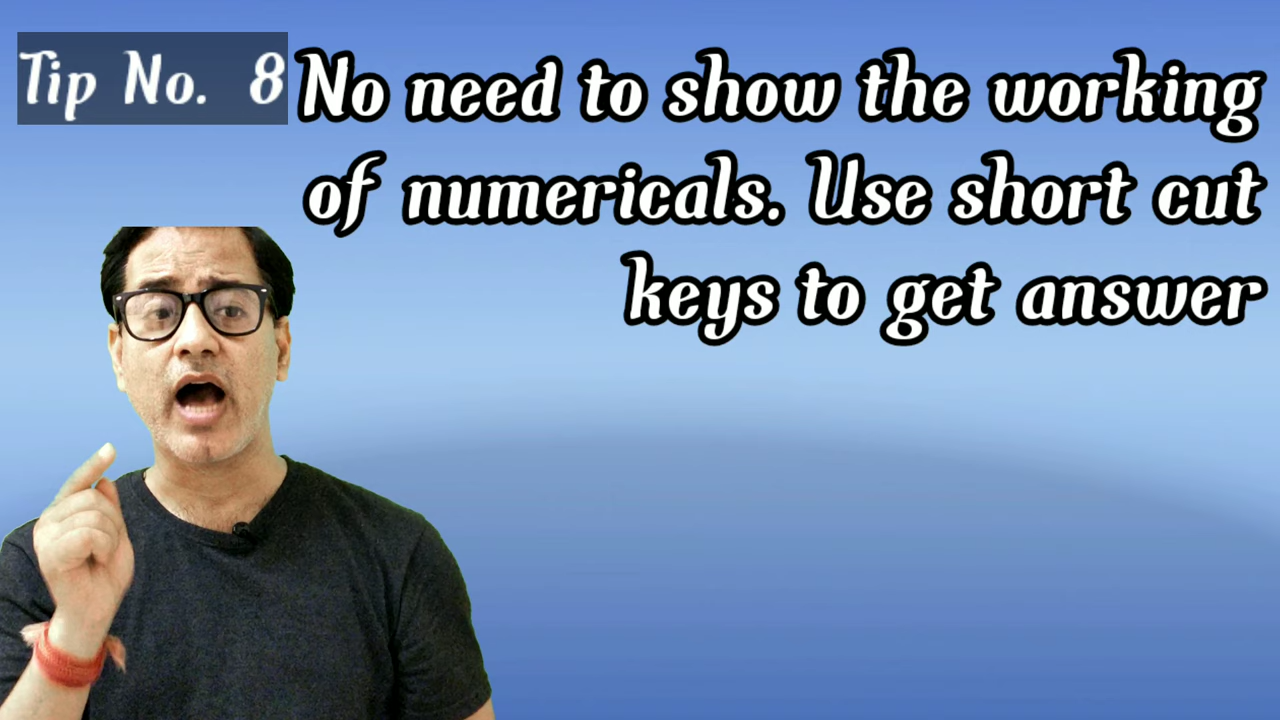 Tip No. 8 No need to show the working
of numericals. Use short cut
keys to get answer